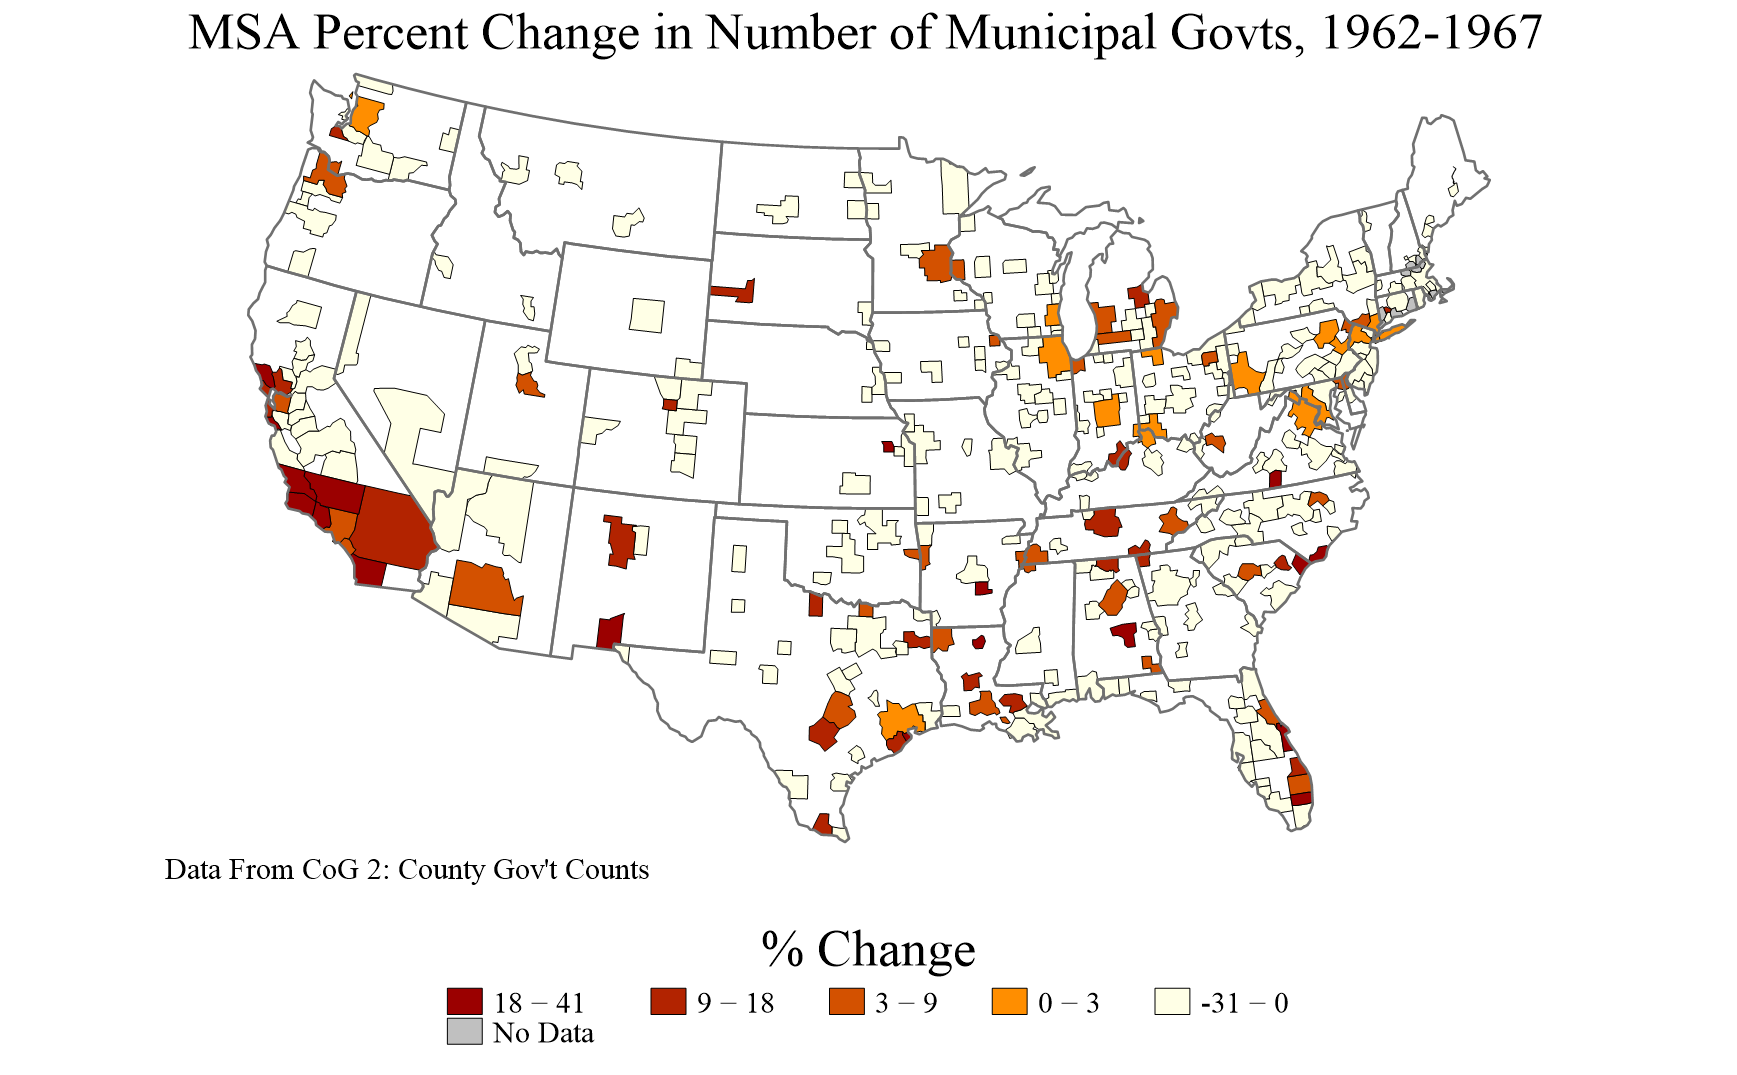 MSA Percent Change in Number of Municipal Govts, 1962-1967
Data From CoG 2: County Gov't Counts
% Change
18 – 41 9 – 18 3 – 9 0 – 3 -31 – 0
No Data